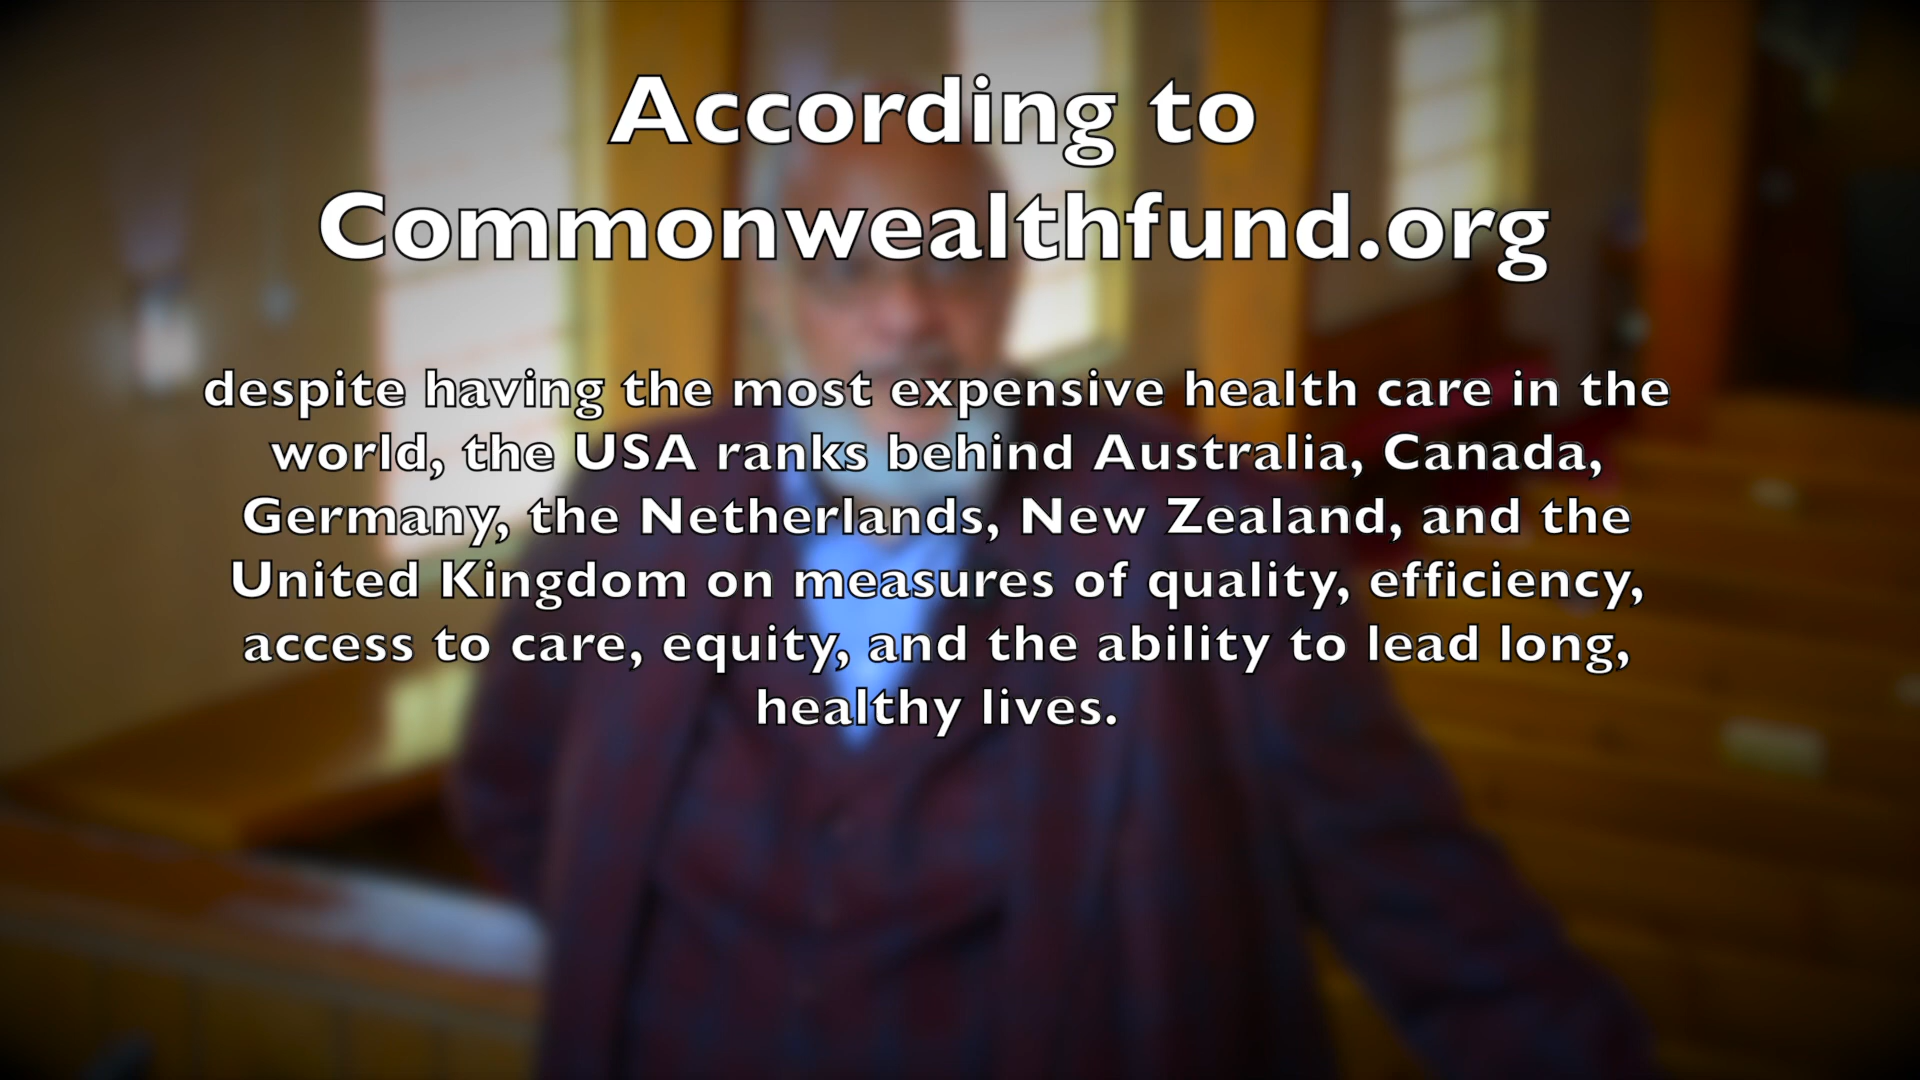 According to
Commonwealthfund.org
despite having the most expensive health care in the
world, the USA ranks behind Australia, Canada,
Germany, the Netherlands, New Zealand, and the
United Kingdom on measures of quality, efficiency,
access to care, equity, and the ability to lead long,
healthy lives.